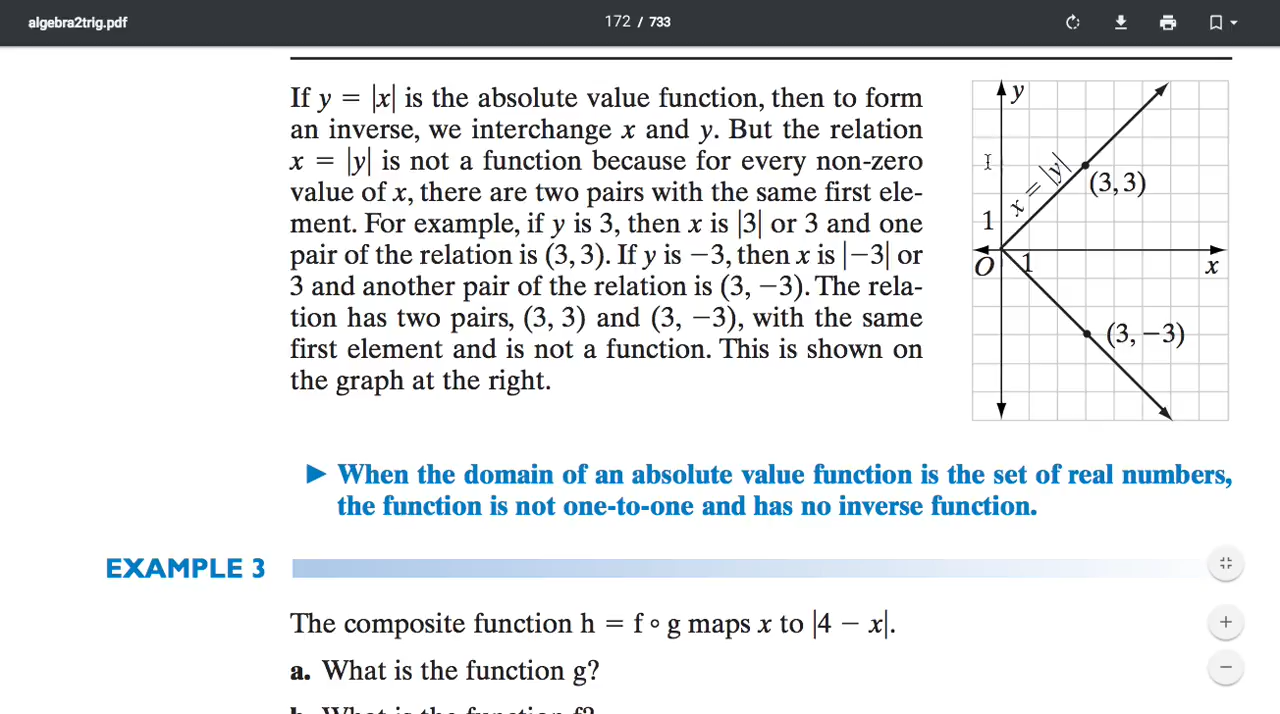 algebra2trig.pdf
172 / 733
If y = |x| is the absolute value function, then to form
an inverse, we interchange x and y. But the relation
x = |y| is not a function because for every non-zero
value of x, there are two pairs with the same first ele-
ment. For example, if y is 3, then x is |3| or 3 and one
pair of the relation is (3, 3). If y is −3, then x is |−3| or
3 and another pair of the relation is (3, −3). The rela-
tion has two pairs, (3, 3) and (3, −3), with the same
first element and is not a function. This is shown on
the graph at the right.
y
x = |y|
(3, 3)
1
O
1
x
(3, −3)
▶ When the domain of an absolute value function is the set of real numbers,
the function is not one-to-one and has no inverse function.
EXAMPLE 3
The composite function h = f ∘ g maps x to |4 − x|.
a. What is the function g?
b. What is the function f?